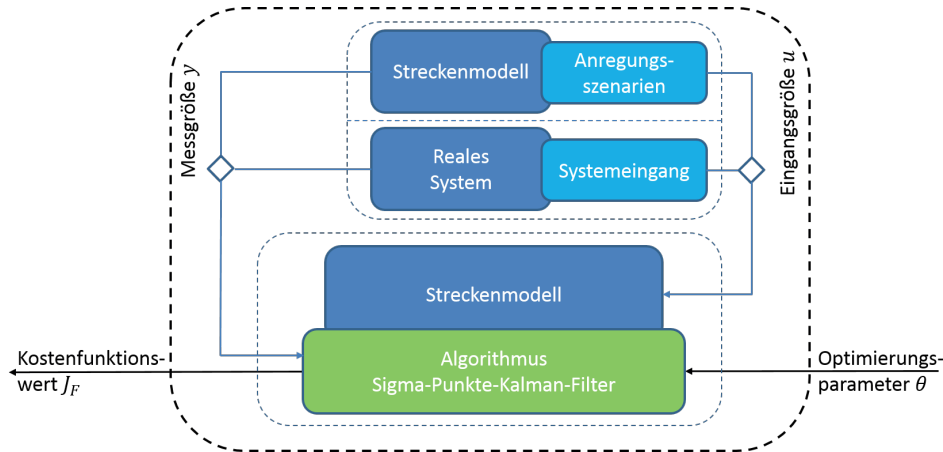 Messgröße y
Streckenmodell
Anregungs-
szenarien
Eingangsgröße u
Reales
System
Systemeingang
Streckenmodell
Kostenfunktions-
wert J_F
Algorithmus
Sigma-Punkte-Kalman-Filter
Optimierungs-
parameter θ